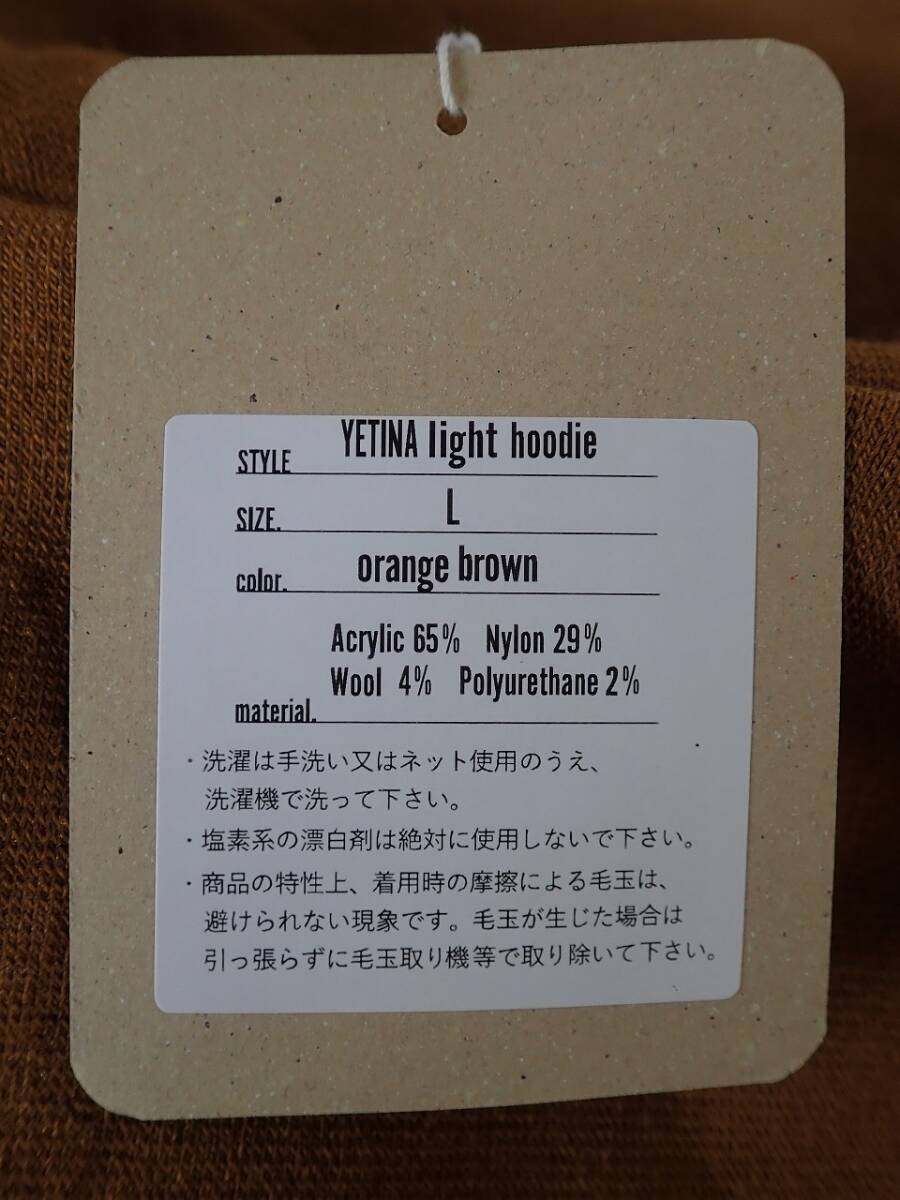 STYLE YETINA light hoodie
SIZE. L
color. orange brown
Acrylic 65% Nylon 29%
Wool 4% Polyurethane 2%
material.
・洗濯は手洗い又はネット使用のうえ、
洗濯機で洗って下さい。
・塩素系の漂白剤は絶対に使用しないで下さい。
・商品の特性上、着用時の摩擦による毛玉は、
避けられない現象です。毛玉が生じた場合は
引っ張らずに毛玉取り機等で取り除いて下さい。